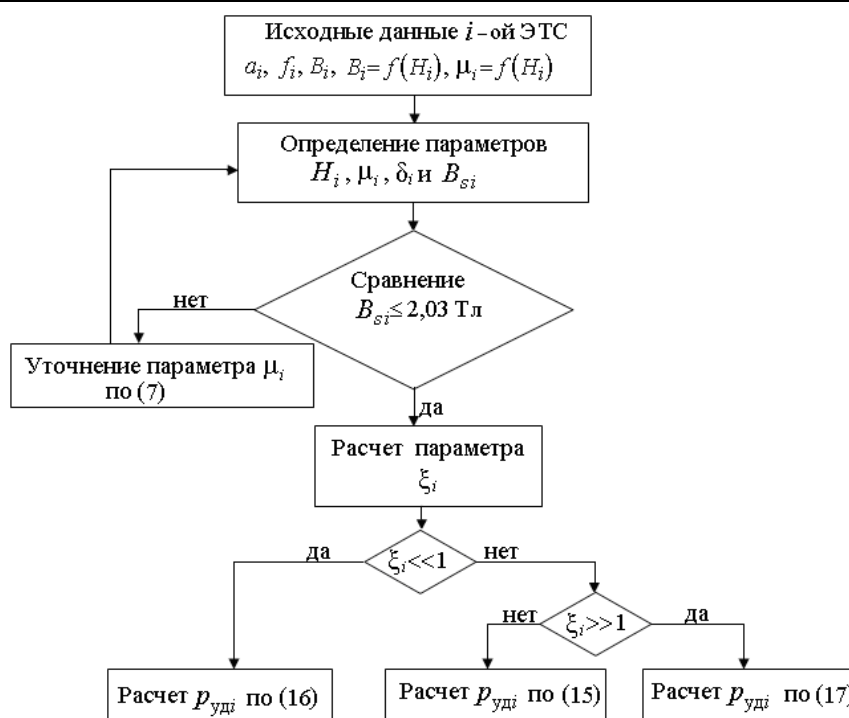 Исходные данные i – ой ЭТС
a_i, f_i, B_i, B_i = f(H_i), μ_i = f(H_i)
Определение параметров
H_i, μ_i, δ_i и B_si
Сравнение
B_si ≤ 2,03 Тл
нет
Уточнение параметра μ_i
по (7)
да
Расчет параметра
ξ_i
да
ξ_i<<1
нет
нет
ξ_i>>1
да
Расчет p_удi по (16)
Расчет p_удi по (15)
Расчет p_удi по (17)